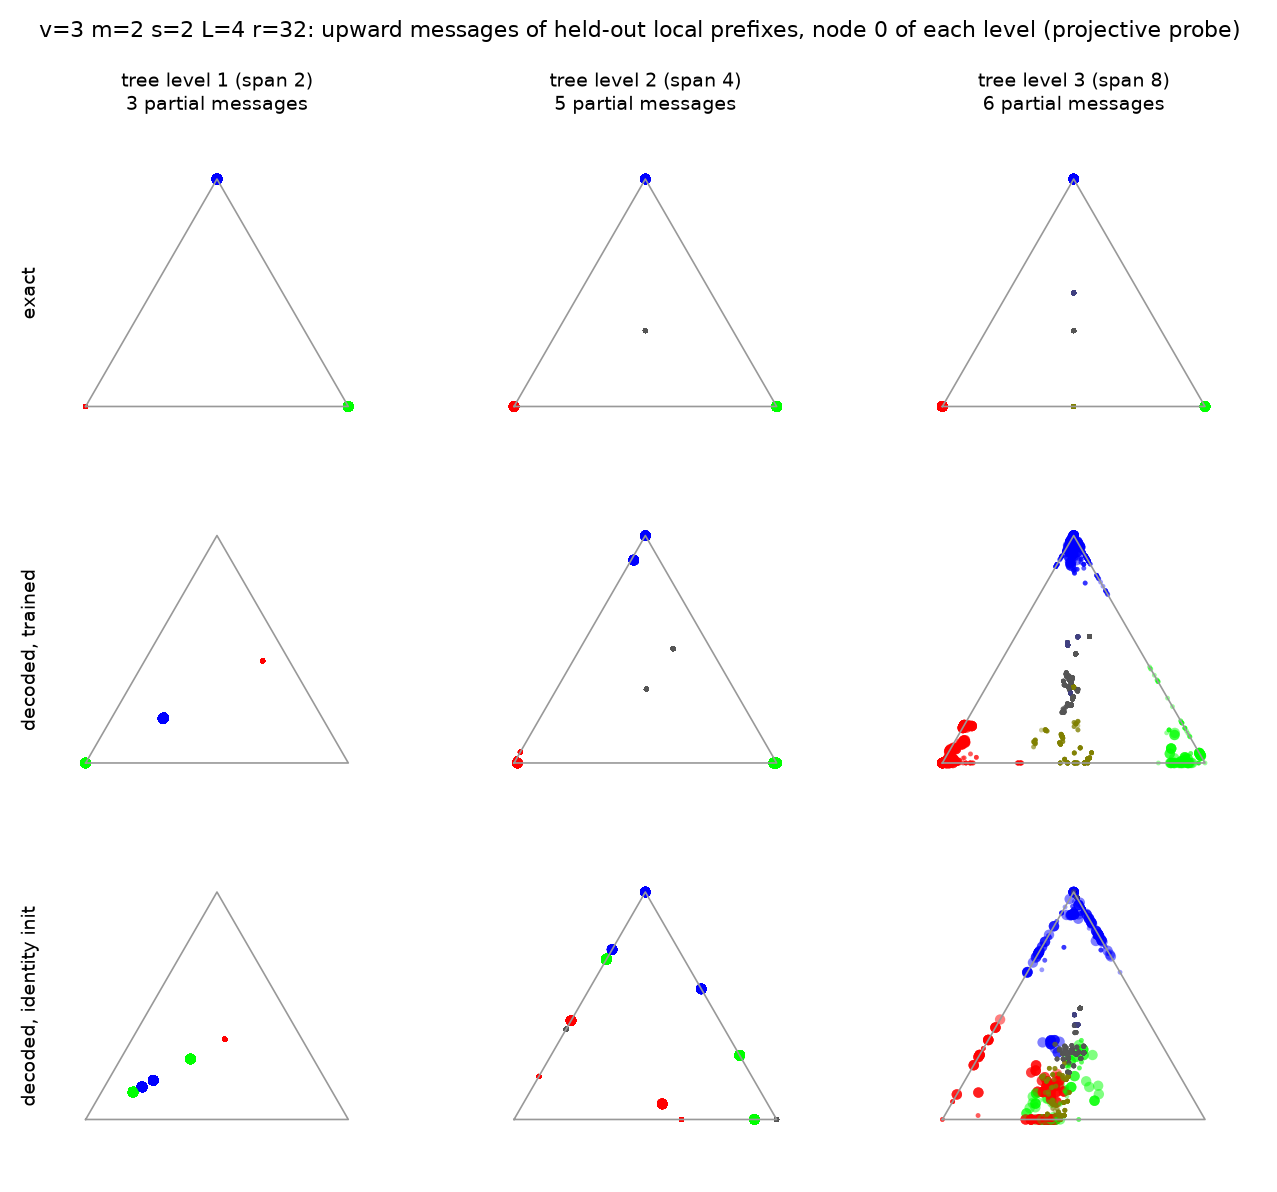 v=3 m=2 s=2 L=4 r=32: upward messages of held-out local prefixes, node 0 of each level (projective probe)
tree level 1 (span 2)
3 partial messages
tree level 2 (span 4)
5 partial messages
tree level 3 (span 8)
6 partial messages
exact
decoded, trained
decoded, identity init